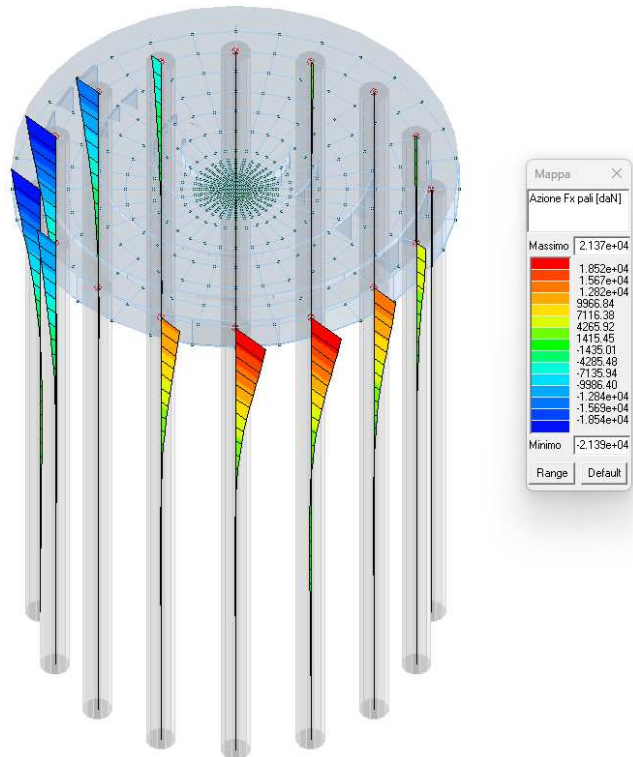 Mappa
Azione Fx pali [daN]
Massimo 2.137e+04
1.852e+04
1.567e+04
1.282e+04
9966.84
7116.38
4265.92
1415.45
-1435.01
-4285.48
-7135.94
-9986.40
-1.284e+04
-1.569e+04
-1.854e+04
Minimo -2.139e+04
Range Default